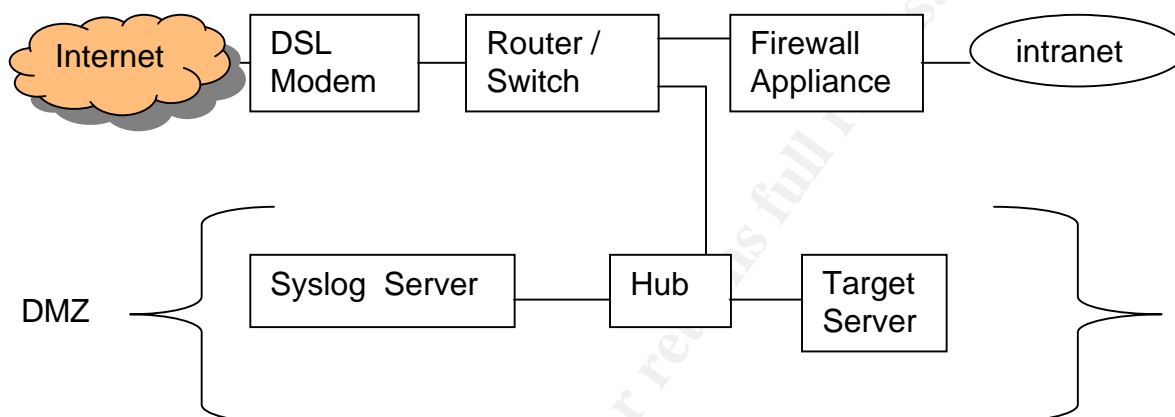 Internet
DSL
Modem
Router /
Switch
Firewall
Appliance
intranet
DMZ
Syslog Server
Hub
Target
Server